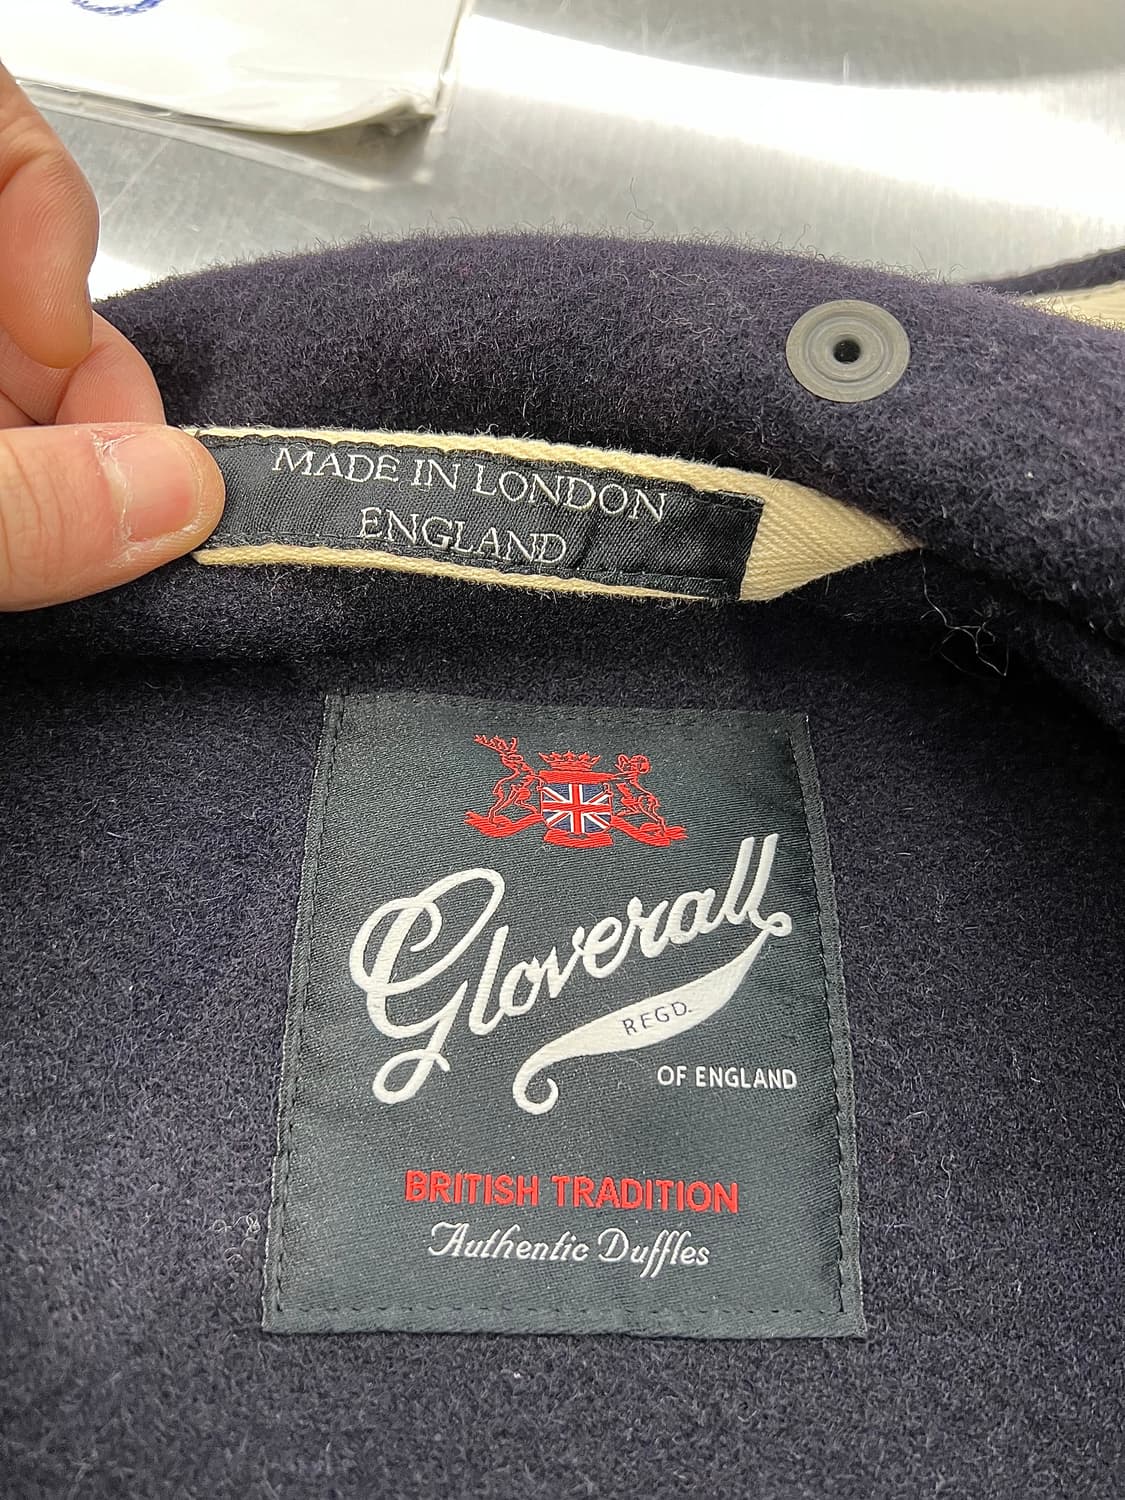 MADE IN LONDON
ENGLAND
Gloverall
REGD.
OF ENGLAND
BRITISH TRADITION
Authentic Duffles